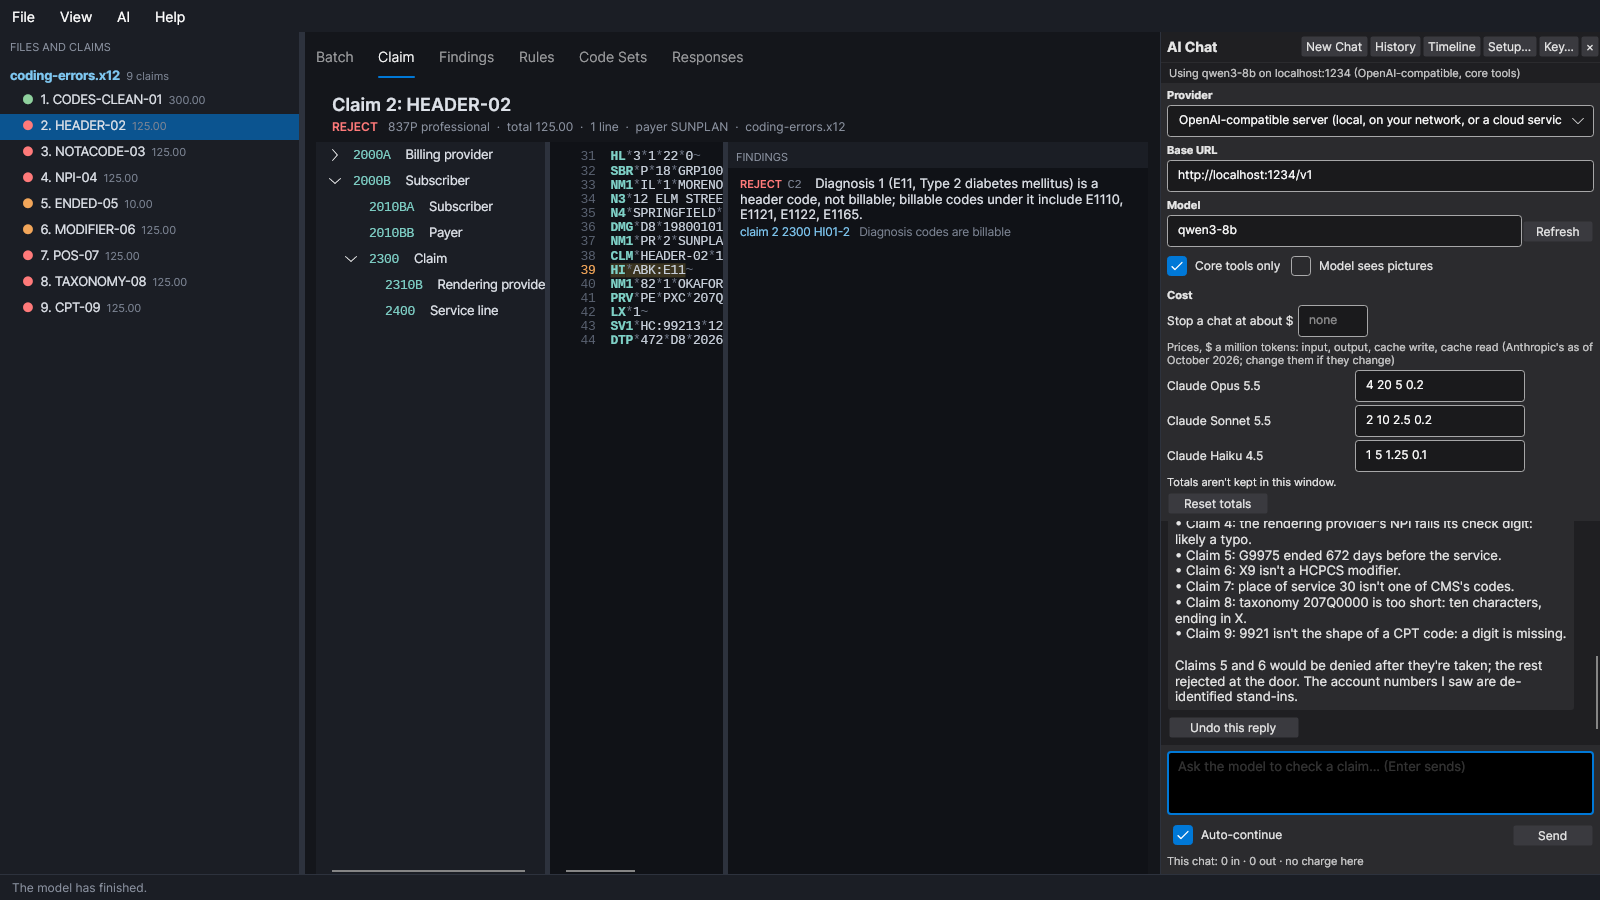 File View AI Help
FILES AND CLAIMS
coding-errors.x12 9 claims
1. CODES-CLEAN-01 300.00
2. HEADER-02 125.00
3. NOTACODE-03 125.00
4. NPI-04 125.00
5. ENDED-05 10.00
6. MODIFIER-06 125.00
7. POS-07 125.00
8. TAXONOMY-08 125.00
9. CPT-09 125.00
Batch Claim Findings Rules Code Sets Responses
Claim 2: HEADER-02
REJECT 837P professional · total 125.00 · 1 line · payer SUNPLAN · coding-errors.x12
2000A Billing provider
2000B Subscriber
2010BA Subscriber
2010BB Payer
2300 Claim
2310B Rendering provide
2400 Service line
31 HL*3*1*22*0~
32 SBR*P*18*GRP100
33 NM1*IL*1*MORENO
34 N3*12 ELM STREE
35 N4*SPRINGFIELD*
36 DMG*D8*19800101
37 NM1*PR*2*SUNPLA
38 CLM*HEADER-02*1
39 HI*ABK:E11~
40 NM1*82*1*OKAFOR
41 PRV*PE*PXC*207Q
42 LX*1~
43 SV1*HC:99213*12
44 DTP*472*D8*2026
FINDINGS
REJECT C2 Diagnosis 1 (E11, Type 2 diabetes mellitus) is a
header code, not billable; billable codes under it include E1110,
E1121, E1122, E1165.
claim 2 2300 HI01-2 Diagnosis codes are billable
AI Chat New Chat History Timeline Setup... Key... ×
Using qwen3-8b on localhost:1234 (OpenAI-compatible, core tools)
Provider
OpenAI-compatible server (local, on your network, or a cloud servic
Base URL
http://localhost:1234/v1
Model
qwen3-8b Refresh
Core tools only Model sees pictures
Cost
Stop a chat at about $ none
Prices, $ a million tokens: input, output, cache write, cache read (Anthropic's as of
October 2026; change them if they change)
Claude Opus 5.5 4 20 5 0.2
Claude Sonnet 5.5 2 10 2.5 0.2
Claude Haiku 4.5 1 5 1.25 0.1
Totals aren't kept in this window.
Reset totals
• Claim 4: the rendering provider's NPI fails its check digit:
likely a typo.
• Claim 5: G9975 ended 672 days before the service.
• Claim 6: X9 isn't a HCPCS modifier.
• Claim 7: place of service 30 isn't one of CMS's codes.
• Claim 8: taxonomy 207Q0000 is too short: ten characters,
ending in X.
• Claim 9: 9921 isn't the shape of a CPT code: a digit is missing.
Claims 5 and 6 would be denied after they're taken; the rest
rejected at the door. The account numbers I saw are de-
identified stand-ins.
Undo this reply
Ask the model to check a claim... (Enter sends)
Auto-continue Send
This chat: 0 in · 0 out · no charge here
The model has finished.